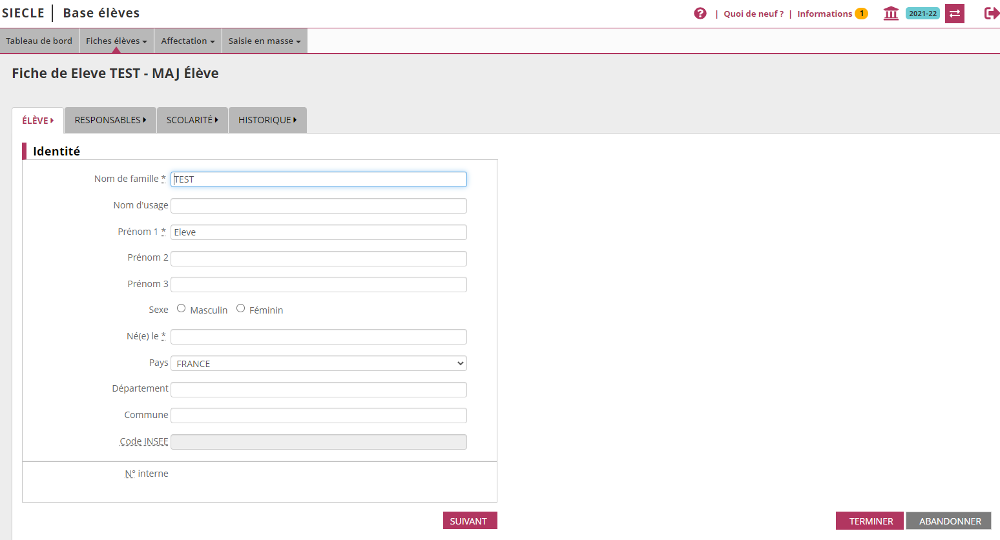 SIECLE | Base élèves
? | Quoi de neuf ? | Informations 1 2021-22
Tableau de bord Fiches élèves Affectation Saisie en masse
Fiche de Eleve TEST - MAJ Élève
ÉLÈVE RESPONSABLES SCOLARITÉ HISTORIQUE
Identité
Nom de famille * TEST
Nom d'usage
Prénom 1 * Eleve
Prénom 2
Prénom 3
Sexe Masculin Féminin
Né(e) le *
Pays FRANCE
Département
Commune
Code INSEE
N° interne
SUIVANT TERMINER ABANDONNER